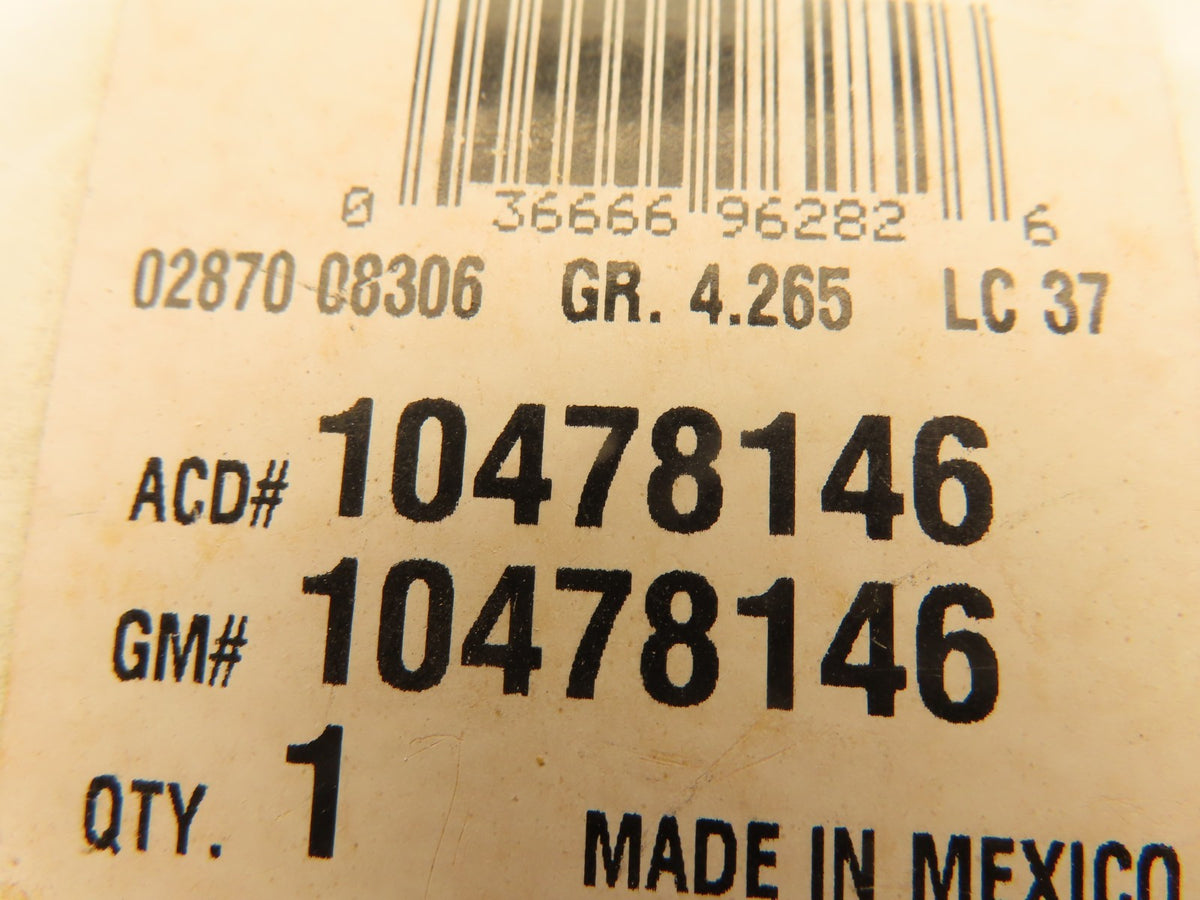 0 36666 96282 6
02870 08306 GR. 4.265 LC 37
ACD# 10478146
GM# 10478146
QTY. 1
MADE IN MEXICO